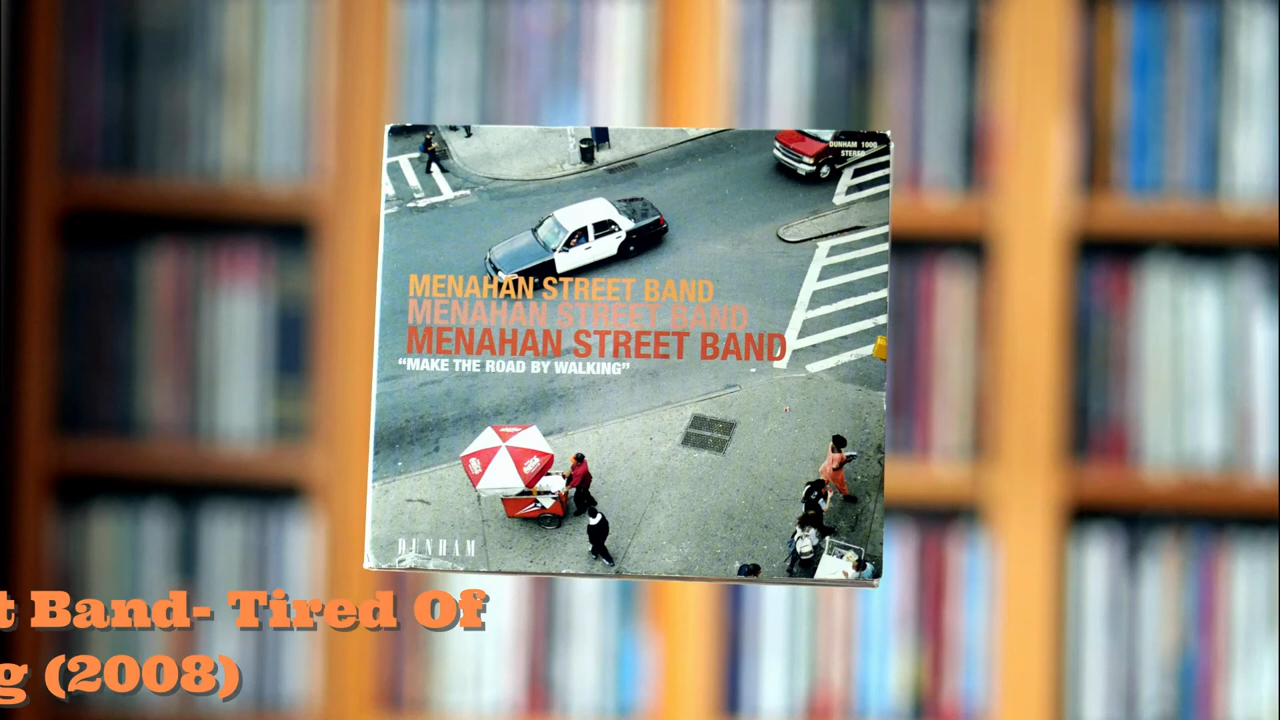 DUNHAM 1000
STEREO
MENAHAN STREET BAND
MENAHAN STREET BAND
MENAHAN STREET BAND
“MAKE THE ROAD BY WALKING”
DUNHAM
t Band- Tired Of
g (2008)